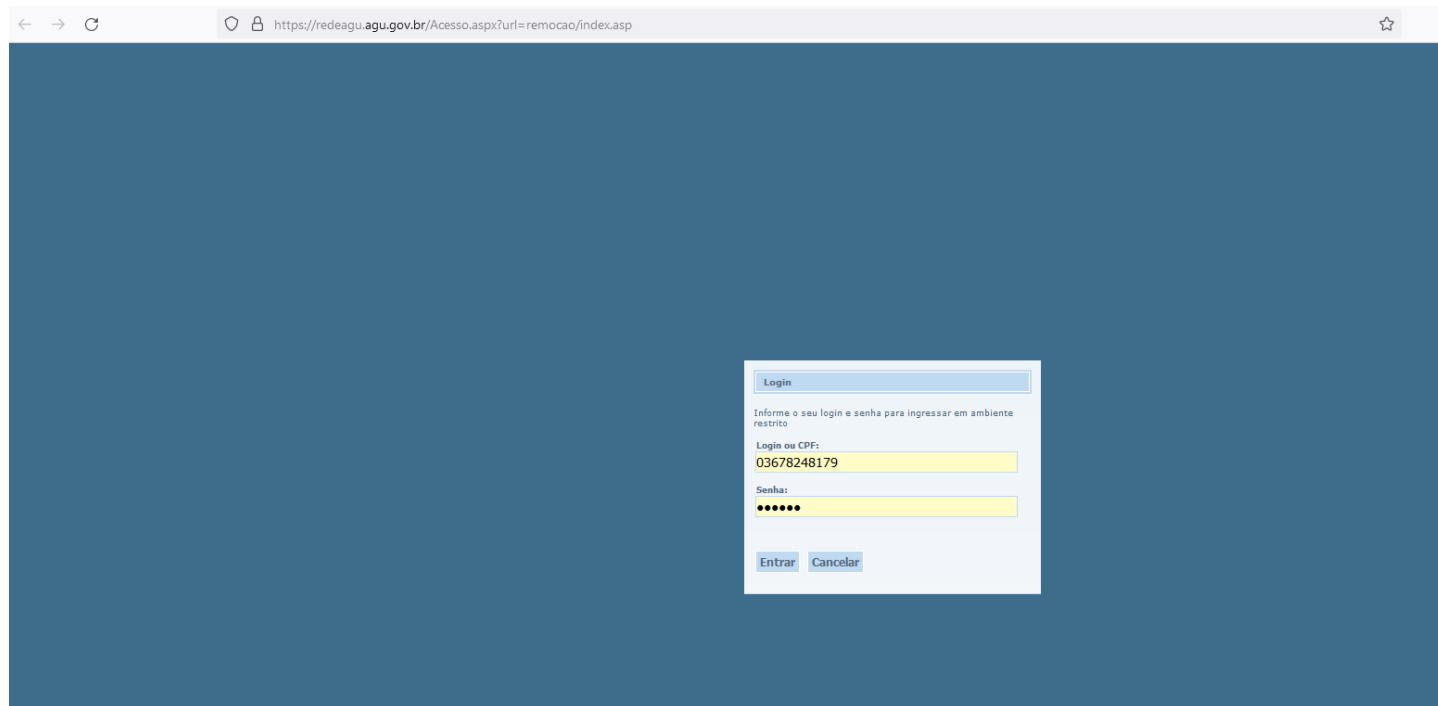 https://redeagu.agu.gov.br/Acesso.aspx?url=remocao/index.asp
Login
Informe o seu login e senha para ingressar em ambiente
restrito
Login ou CPF:
03678248179
Senha:
••••••
Entrar Cancelar